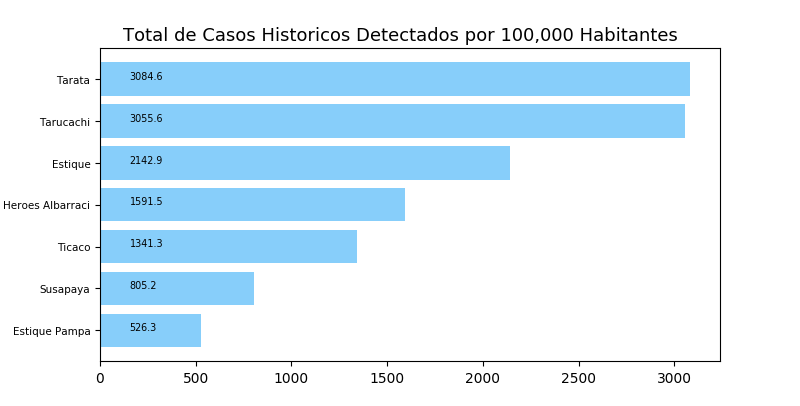 Total de Casos Historicos Detectados por 100,000 Habitantes
Tarata 3084.6
Tarucachi 3055.6
Estique 2142.9
Heroes Albarraci 1591.5
Ticaco 1341.3
Susapaya 805.2
Estique Pampa 526.3
0 500 1000 1500 2000 2500 3000